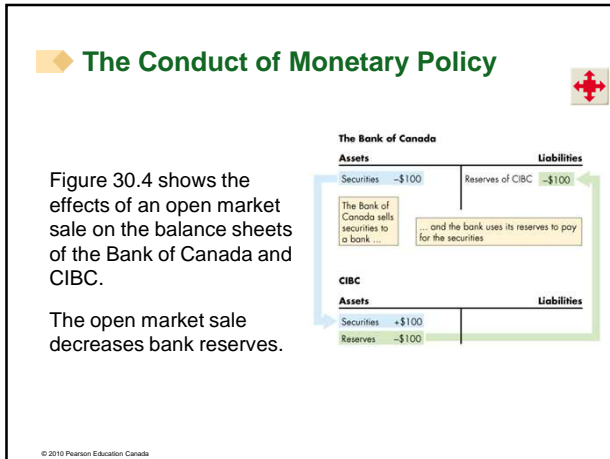 The Conduct of Monetary Policy
Figure 30.4 shows the
effects of an open market
sale on the balance sheets
of the Bank of Canada and
CIBC.
The open market sale
decreases bank reserves.
The Bank of Canada
Assets Liabilities
Securities –$100 Reserves of CIBC –$100
The Bank of
Canada sells
securities to
a bank ...
... and the bank uses its reserves to pay
for the securities
CIBC
Assets Liabilities
Securities +$100
Reserves –$100
© 2010 Pearson Education Canada